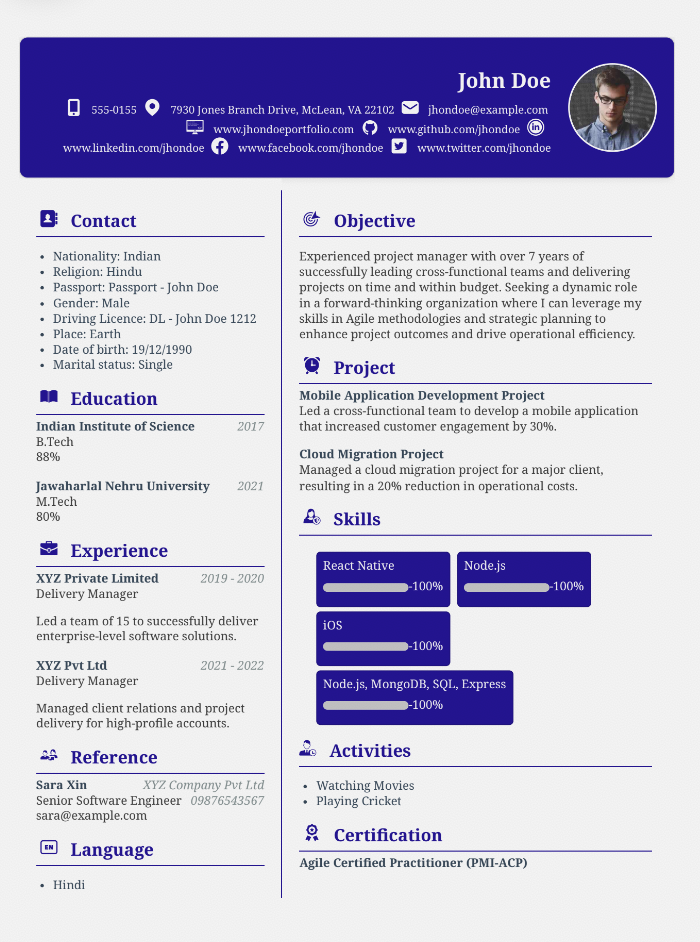 John Doe
555-0155 7930 Jones Branch Drive, McLean, VA 22102 jhondoe@example.com
www.jhondoeportfolio.com www.github.com/jhondoe in
www.linkedin.com/jhondoe www.facebook.com/jhondoe www.twitter.com/jhondoe
Contact
• Nationality: Indian
• Religion: Hindu
• Passport: Passport - John Doe
• Gender: Male
• Driving Licence: DL - John Doe 1212
• Place: Earth
• Date of birth: 19/12/1990
• Marital status: Single
Education
Indian Institute of Science 2017
B.Tech
88%
Jawaharlal Nehru University 2021
M.Tech
80%
Experience
XYZ Private Limited 2019 - 2020
Delivery Manager
Led a team of 15 to successfully deliver
enterprise-level software solutions.
XYZ Pvt Ltd 2021 - 2022
Delivery Manager
Managed client relations and project
delivery for high-profile accounts.
Reference
Sara Xin XYZ Company Pvt Ltd
Senior Software Engineer 09876543567
sara@example.com
EN Language
• Hindi
Objective
Experienced project manager with over 7 years of
successfully leading cross-functional teams and delivering
projects on time and within budget. Seeking a dynamic role
in a forward-thinking organization where I can leverage my
skills in Agile methodologies and strategic planning to
enhance project outcomes and drive operational efficiency.
Project
Mobile Application Development Project
Led a cross-functional team to develop a mobile application
that increased customer engagement by 30%.
Cloud Migration Project
Managed a cloud migration project for a major client,
resulting in a 20% reduction in operational costs.
Skills
React Native
-100%
Node.js
-100%
iOS
-100%
Node.js, MongoDB, SQL, Express
-100%
Activities
• Watching Movies
• Playing Cricket
Certification
Agile Certified Practitioner (PMI-ACP)